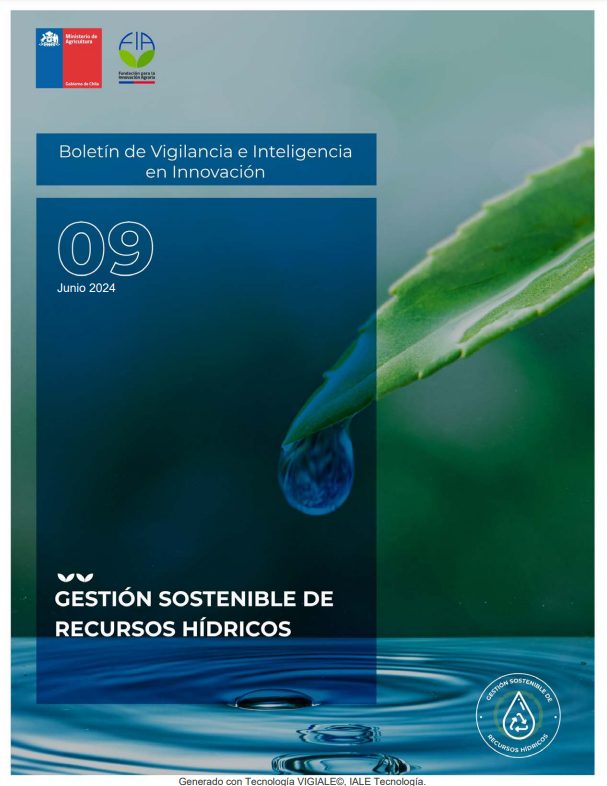 Ministerio de
Agricultura
Gobierno de Chile
FIA
Fundación para la
Innovación Agraria
Boletín de Vigilancia e Inteligencia
en Innovación
09
Junio 2024
GESTIÓN SOSTENIBLE DE
RECURSOS HÍDRICOS
GESTIÓN SOSTENIBLE DE
RECURSOS HÍDRICOS
Generado con Tecnología VIGIALE©, IALE Tecnología.